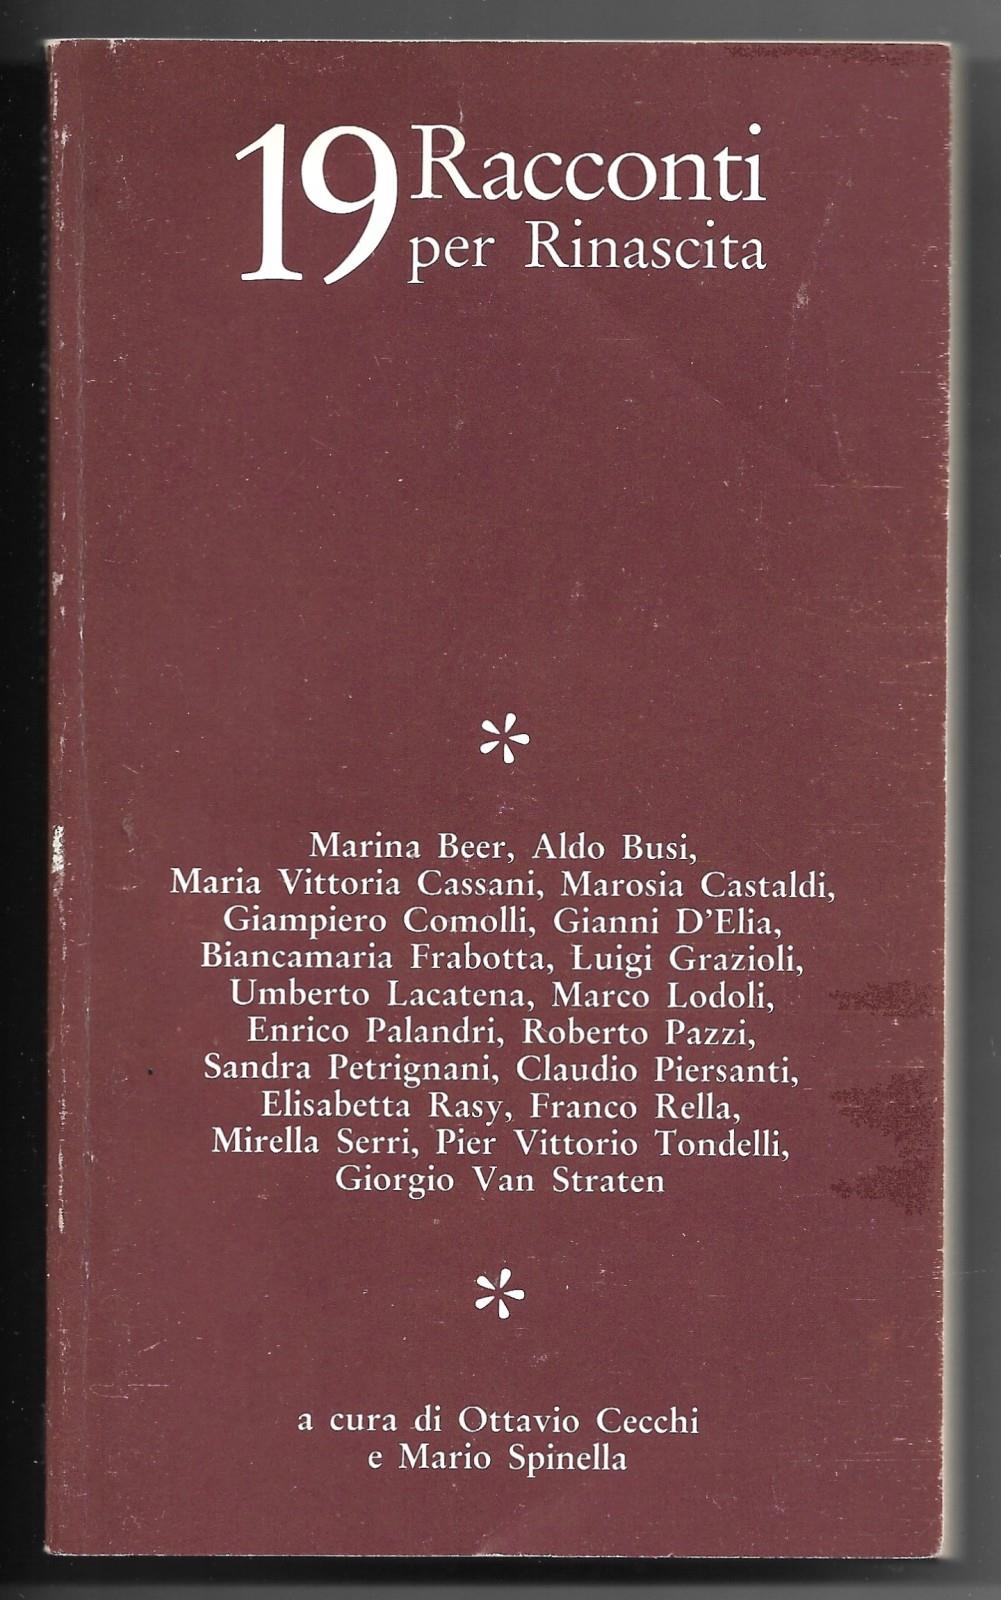 19 Racconti
per Rinascita
*
Marina Beer, Aldo Busi,
Maria Vittoria Cassani, Marosia Castaldi,
Giampiero Comolli, Gianni D'Elia,
Biancamaria Frabotta, Luigi Grazioli,
Umberto Lacatena, Marco Lodoli,
Enrico Palandri, Roberto Pazzi,
Sandra Petrignani, Claudio Piersanti,
Elisabetta Rasy, Franco Rella,
Mirella Serri, Pier Vittorio Tondelli,
Giorgio Van Straten
*
a cura di Ottavio Cecchi
e Mario Spinella